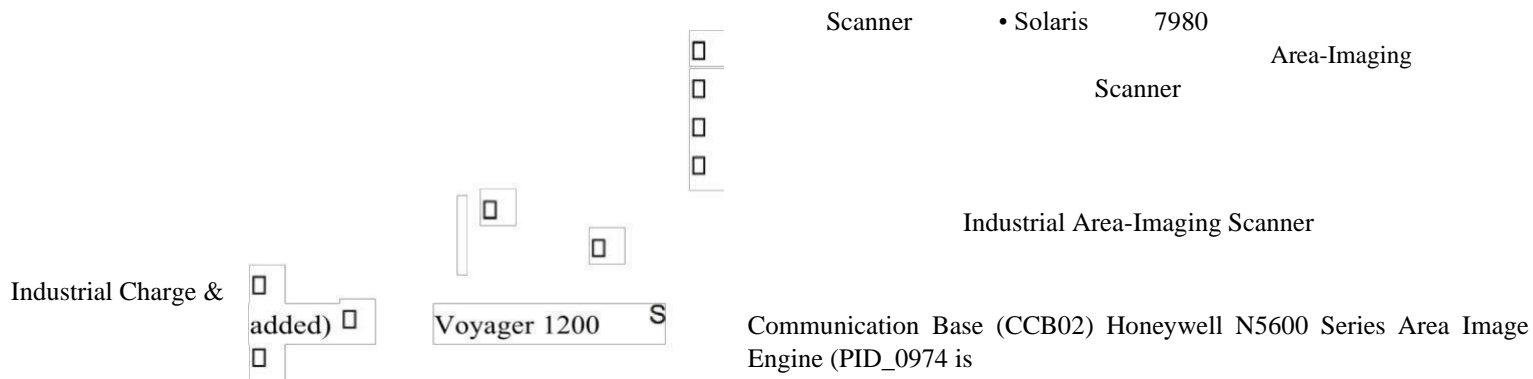 Scanner • Solaris 7980
Area-Imaging
Scanner
Industrial Area-Imaging Scanner
Industrial Charge &
added) Voyager 1200 S
Communication Base (CCB02) Honeywell N5600 Series Area Image
Engine (PID_0974 is